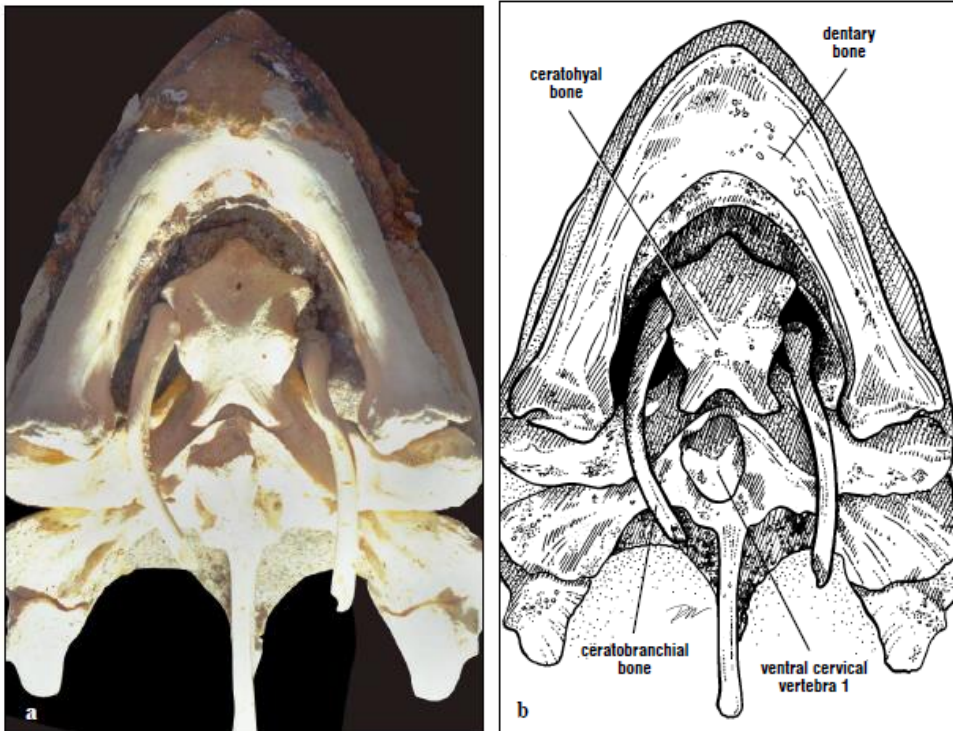 dentary
bone
ceratohyal
bone
ceratobranchial
bone
ventral cervical
vertebra 1
a
b